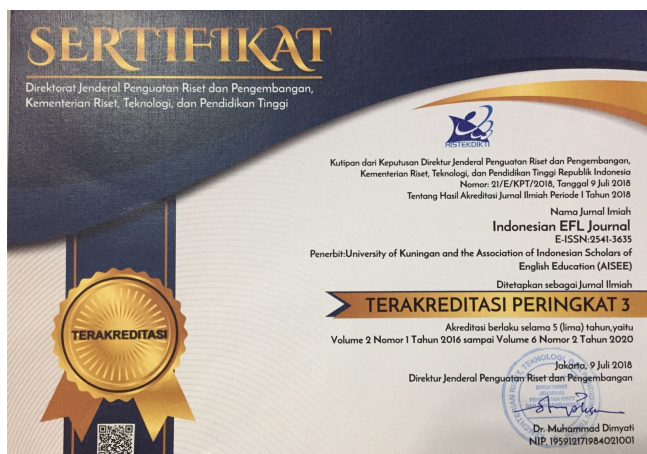 SERTIFIKAT
Direktorat Jenderal Penguatan Riset dan Pengembangan,
Kementerian Riset, Teknologi, dan Pendidikan Tinggi
RISTEKDIKTI
Kutipan dari Keputusan Direktur Jenderal Penguatan Riset dan Pengembangan,
Kementerian Riset, Teknologi, dan Pendidikan Tinggi Republik Indonesia
Nomor: 21/E/KPT/2018, Tanggal 9 Juli 2018
Tentang Hasil Akreditasi Jurnal Ilmiah Periode I Tahun 2018
Nama Jurnal Imiah
Indonesian EFL Journal
E-ISSN:2541-3635
Penerbit:University of Kuningan and the Association of Indonesian Scholars of
English Education (AISEE)
Ditetapkan sebagai Jurnal Ilmiah
TERAKREDITASI PERINGKAT 3
Akreditasi berlaku selama 5 (lima) tahun,yaitu
Volume 2 Nomor 1 Tahun 2016 sampai Volume 6 Nomor 2 Tahun 2020
TERAKREDITASI
Jakarta, 9 Juli 2018
Direktur Jenderal Penguatan Riset dan Pengembangan
DIREKTORAT
JENDERAL
Dr. Muhammad Dimyati
NIP. 195912171984021001